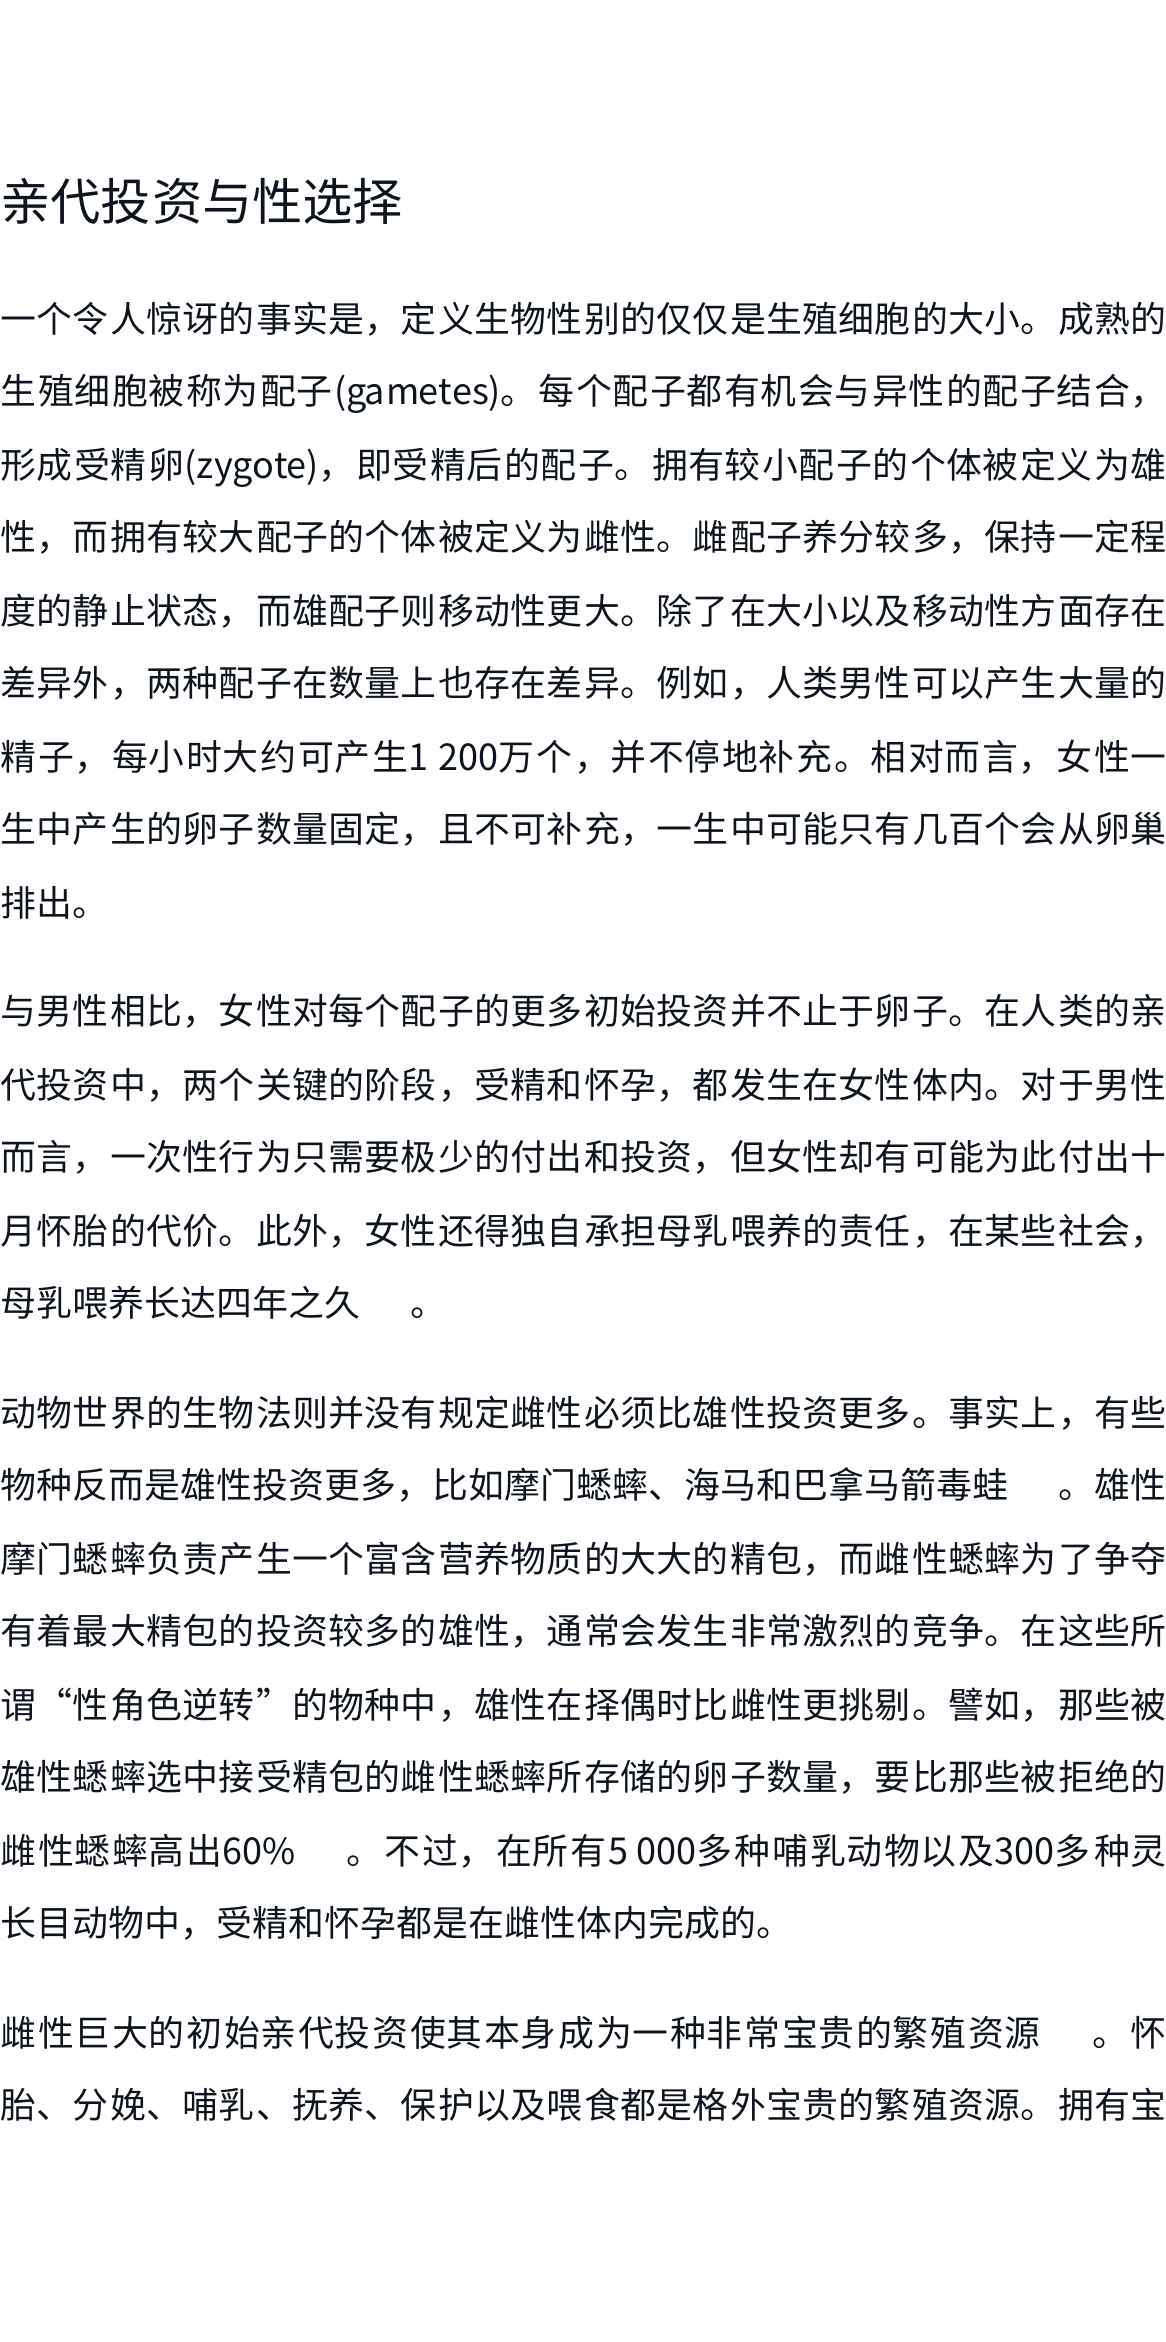 亲代投资与性选择
一个令人惊讶的事实是，定义生物性别的仅仅是生殖细胞的大小。成熟的
生殖细胞被称为配子(gametes)。每个配子都有机会与异性的配子结合，
形成受精卵(zygote)，即受精后的配子。拥有较小配子的个体被定义为雄
性，而拥有较大配子的个体被定义为雌性。雌配子养分较多，保持一定程
度的静止状态，而雄配子则移动性更大。除了在大小以及移动性方面存在
差异外，两种配子在数量上也存在差异。例如，人类男性可以产生大量的
精子，每小时大约可产生1 200万个，并不停地补充。相对而言，女性一
生中产生的卵子数量固定，且不可补充，一生中可能只有几百个会从卵巢
排出。
与男性相比，女性对每个配子的更多初始投资并不止于卵子。在人类的亲
代投资中，两个关键的阶段，受精和怀孕，都发生在女性体内。对于男性
而言，一次性行为只需要极少的付出和投资，但女性却有可能为此付出十
月怀胎的代价。此外，女性还得独自承担母乳喂养的责任，在某些社会，
母乳喂养长达四年之久 。
动物世界的生物法则并没有规定雌性必须比雄性投资更多。事实上，有些
物种反而是雄性投资更多，比如摩门蟋蟀、海马和巴拿马箭毒蛙 。雄性
摩门蟋蟀负责产生一个富含营养物质的大大的精包，而雌性蟋蟀为了争夺
有着最大精包的投资较多的雄性，通常会发生非常激烈的竞争。在这些所
谓“性角色逆转”的物种中，雄性在择偶时比雌性更挑剔。譬如，那些被
雄性蟋蟀选中接受精包的雌性蟋蟀所存储的卵子数量，要比那些被拒绝的
雌性蟋蟀高出60% 。不过，在所有5 000多种哺乳动物以及300多种灵
长目动物中，受精和怀孕都是在雌性体内完成的。
雌性巨大的初始亲代投资使其本身成为一种非常宝贵的繁殖资源 。怀
胎、分娩、哺乳、抚养、保护以及喂食都是格外宝贵的繁殖资源。拥有宝